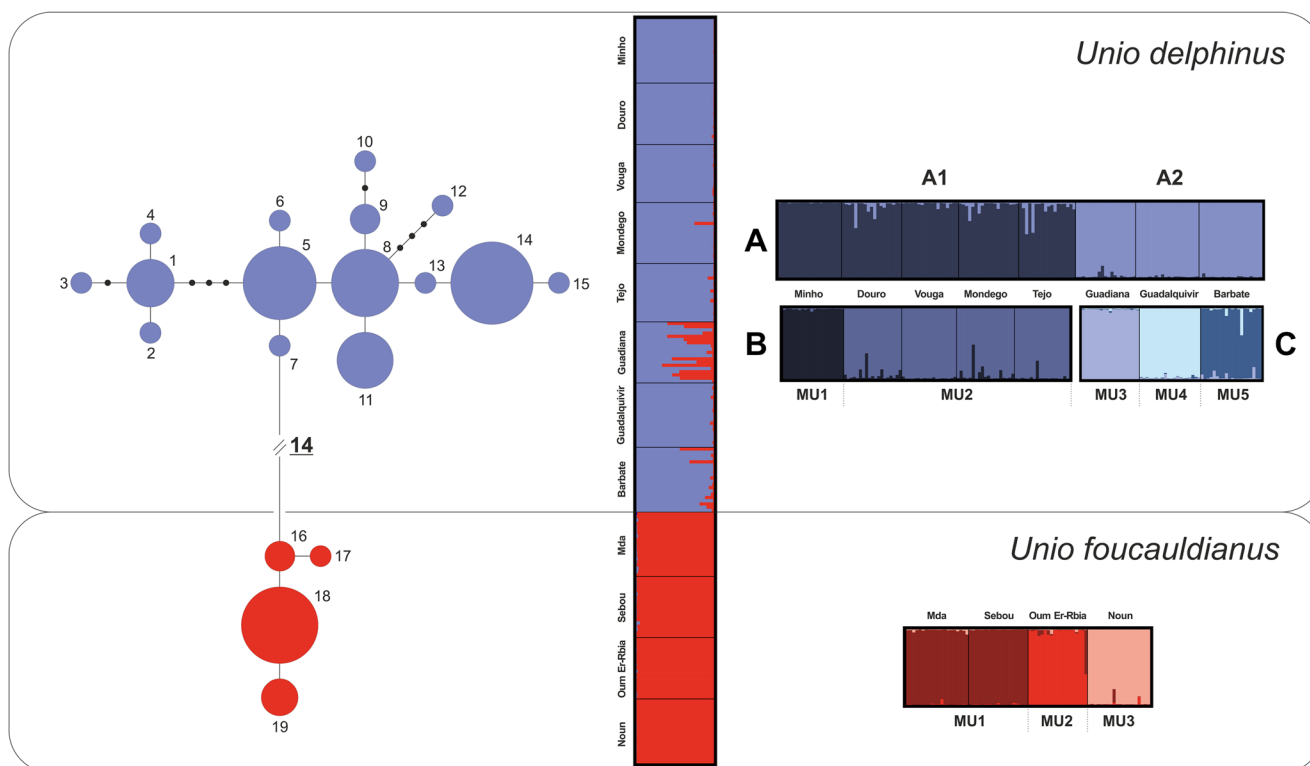 Unio delphinus
4
3
1
2
6
5
7
10
9
12
8
13
14
15
11
14
16
17
18
19
Minho
Douro
Vouga
Mondego
Tejo
Guadiana
Guadalquivir
Barbate
Mda
Sebou
Oum Er-Rbia
Noun
A1 A2
A
Minho Douro Vouga Mondego Tejo Guadiana Guadalquivir Barbate
B C
MU1 MU2 MU3 MU4 MU5
Unio foucauldianus
Mda Sebou Oum Er-Rbia Noun
MU1 MU2 MU3